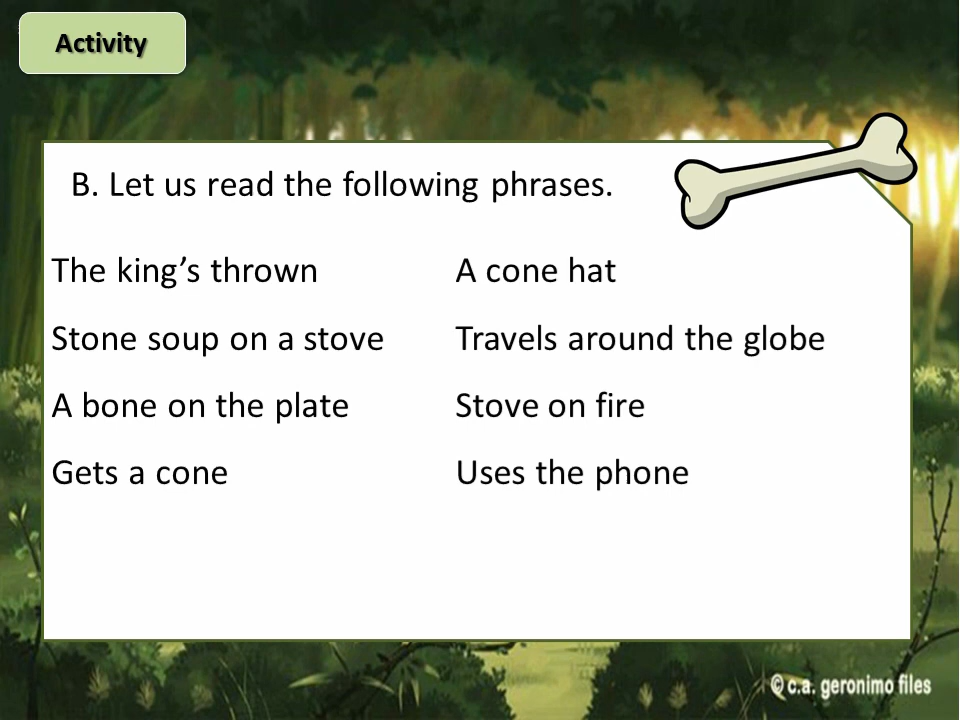 Activity
B. Let us read the following phrases.
The king’s thrown
Stone soup on a stove
A bone on the plate
Gets a cone
A cone hat
Travels around the globe
Stove on fire
Uses the phone
© c.a. geronimo files